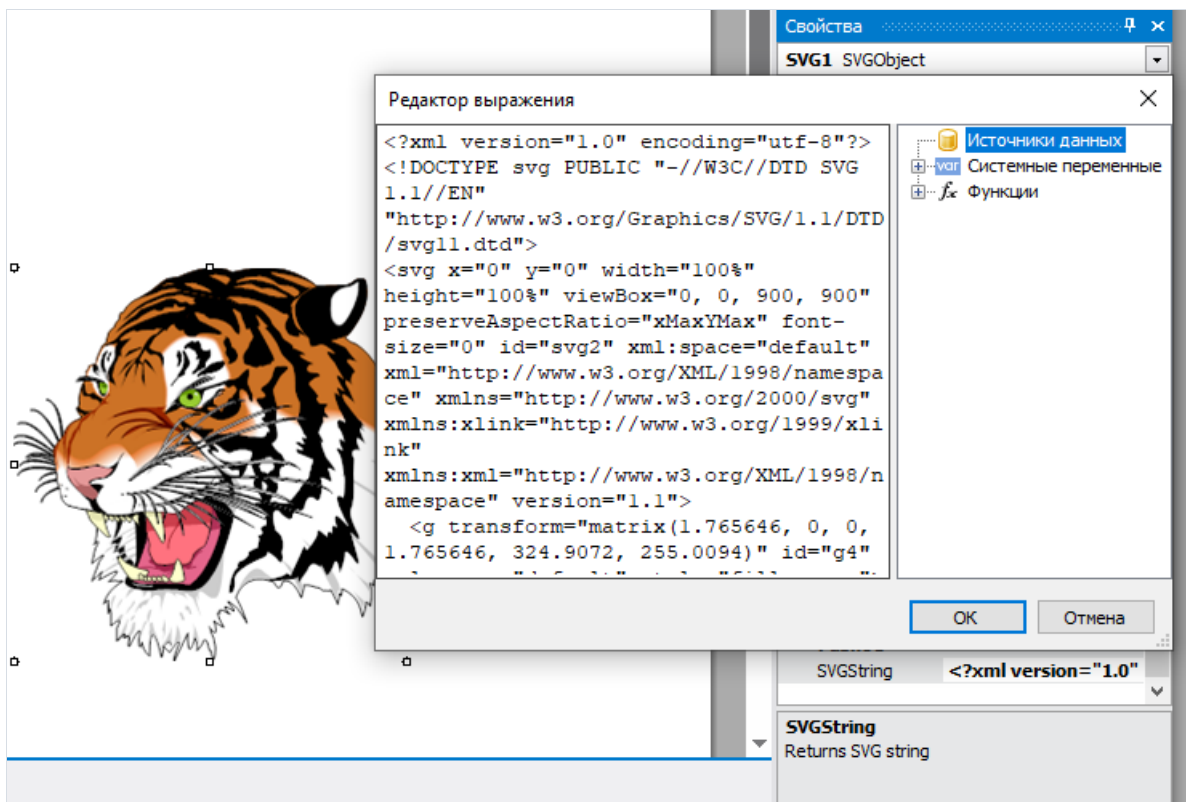 Свойства
SVG1 SVGObject
Редактор выражения
<?xml version="1.0" encoding="utf-8"?>
<!DOCTYPE svg PUBLIC "-//W3C//DTD SVG
1.1//EN"
"http://www.w3.org/Graphics/SVG/1.1/DTD
/svg11.dtd">
<svg x="0" y="0" width="100%"
height="100%" viewBox="0, 0, 900, 900"
preserveAspectRatio="xMaxYMax" font-
size="0" id="svg2" xml:space="default"
xml="http://www.w3.org/XML/1998/namespa
ce" xmlns="http://www.w3.org/2000/svg"
xmlns:xlink="http://www.w3.org/1999/xli
nk"
xmlns:xml="http://www.w3.org/XML/1998/n
amespace" version="1.1">
<g transform="matrix(1.765646, 0, 0,
1.765646, 324.9072, 255.0094)" id="g4"
Источники данных
var Системные переменные
fx Функции
ОК
Отмена
SVGString <?xml version="1.0"
SVGString
Returns SVG string